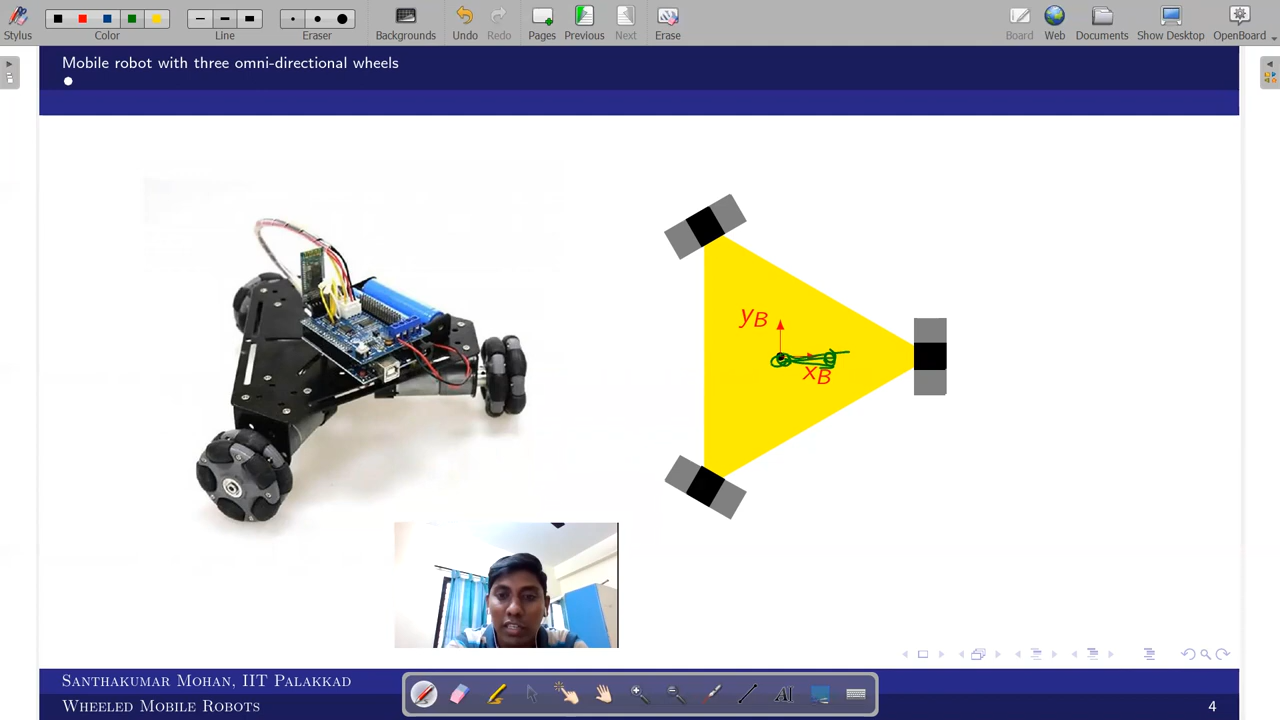 Stylus
Color
Line
Eraser
Backgrounds
Undo
Redo
Pages
Previous
Next
Erase
Board
Web
Documents
Show Desktop
OpenBoard
Mobile robot with three omni-directional wheels
yB
xB
Santhakumar Mohan, IIT Palakkad
Wheeled Mobile Robots
AI
4